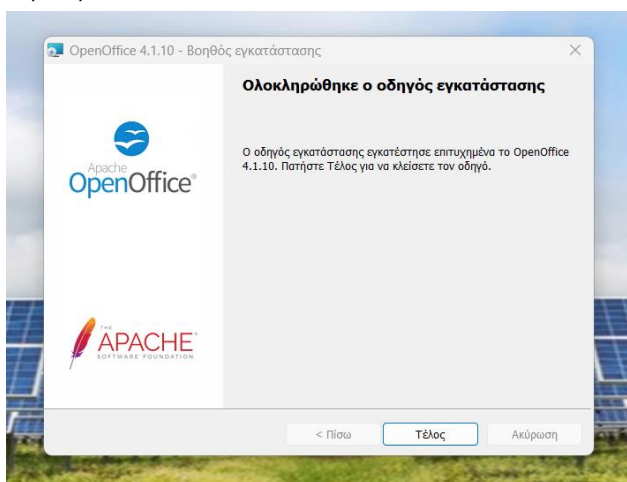 OpenOffice 4.1.10 - Βοηθός εγκατάστασης
Ολοκληρώθηκε ο οδηγός εγκατάστασης
Ο οδηγός εγκατάστασης εγκατέστησε επιτυχημένα το OpenOffice
4.1.10. Πατήστε Τέλος για να κλείσετε τον οδηγό.
Apache
OpenOffice®
THE
APACHE
SOFTWARE FOUNDATION
< Πίσω
Τέλος
Ακύρωση